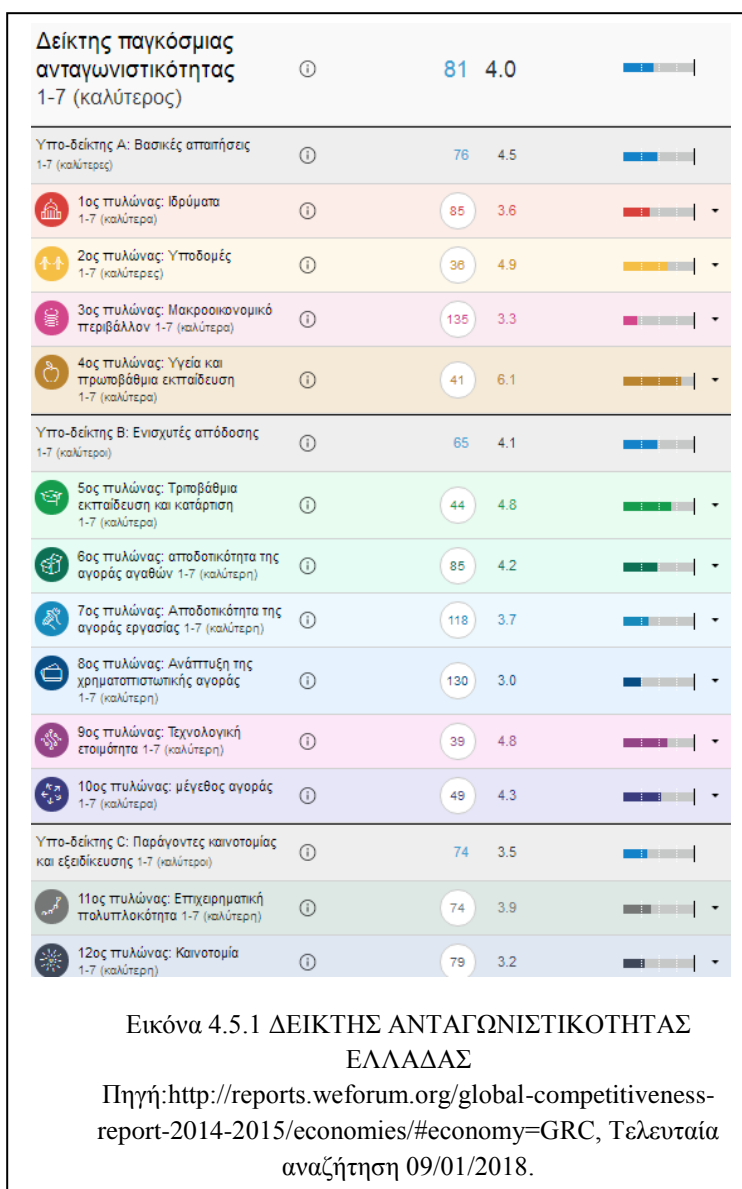 Δείκτης παγκόσμιας
ανταγωνιστικότητας
1-7 (καλύτερος)
81 4.0
Υπο-δείκτης Α: Βασικές απαιτήσεις
1-7 (καλύτερες)
76 4.5
1ος πυλώνας: Ιδρύματα
1-7 (καλύτερα)
85 3.6
2ος πυλώνας: Υποδομές
1-7 (καλύτερες)
36 4.9
3ος πυλώνας: Μακροοικονομικό
περιβάλλον 1-7 (καλύτερα)
135 3.3
4ος πυλώνας: Υγεία και
πρωτοβάθμια εκπαίδευση
1-7 (καλύτερα)
41 6.1
Υπο-δείκτης Β: Ενισχυτές απόδοσης
1-7 (καλύτεροι)
65 4.1
5ος πυλώνας: Τριτοβάθμια
εκπαίδευση και κατάρτιση
1-7 (καλύτερα)
44 4.8
6ος πυλώνας: αποδοτικότητα της
αγοράς αγαθών 1-7 (καλύτερη)
85 4.2
7ος πυλώνας: Αποδοτικότητα της
αγοράς εργασίας 1-7 (καλύτερη)
118 3.7
8ος πυλώνας: Ανάπτυξη της
χρηματοπιστωτικής αγοράς
1-7 (καλύτερη)
130 3.0
9ος πυλώνας: Τεχνολογική
ετοιμότητα 1-7 (καλύτερη)
39 4.8
10ος πυλώνας: μέγεθος αγοράς
1-7 (καλύτερα)
49 4.3
Υπο-δείκτης C: Παράγοντες καινοτομίας
και εξειδίκευσης 1-7 (καλύτεροι)
74 3.5
11ος πυλώνας: Επιχειρηματική
πολυπλοκότητα 1-7 (καλύτερη)
74 3.9
12ος πυλώνας: Καινοτομία
1-7 (καλύτερη)
79 3.2
Εικόνα 4.5.1 ΔΕΙΚΤΗΣ ΑΝΤΑΓΩΝΙΣΤΙΚΟΤΗΤΑΣ
ΕΛΛΑΔΑΣ
Πηγή:http://reports.weforum.org/global-competitiveness-
report-2014-2015/economies/#economy=GRC, Τελευταία
αναζήτηση 09/01/2018.